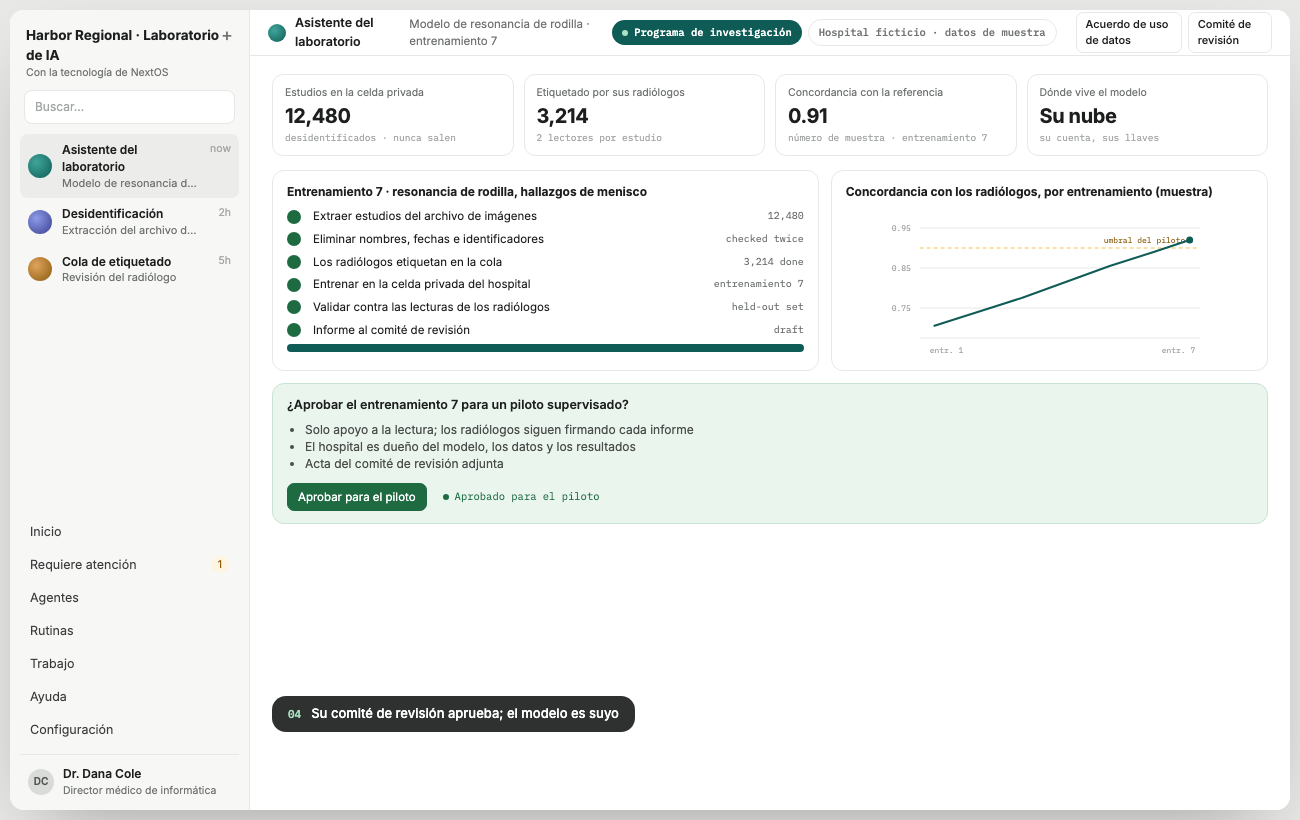 Harbor Regional · Laboratorio de IA
+
Con la tecnología de NextOS
Buscar...
Asistente del laboratorio
now
Modelo de resonancia d...
Desidentificación
2h
Extracción del archivo d...
Cola de etiquetado
5h
Revisión del radiólogo
Inicio
Requiere atención
1
Agentes
Rutinas
Trabajo
Ayuda
Configuración
DC
Dr. Dana Cole
Director médico de informática
Asistente del laboratorio
Modelo de resonancia de rodilla · entrenamiento 7
Programa de investigación
Hospital ficticio · datos de muestra
Acuerdo de uso de datos
Comité de revisión
Estudios en la celda privada
12,480
desidentificados · nunca salen
Etiquetado por sus radiólogos
3,214
2 lectores por estudio
Concordancia con la referencia
0.91
número de muestra · entrenamiento 7
Dónde vive el modelo
Su nube
su cuenta, sus llaves
Entrenamiento 7 · resonancia de rodilla, hallazgos de menisco
Extraer estudios del archivo de imágenes
12,480
Eliminar nombres, fechas e identificadores
checked twice
Los radiólogos etiquetan en la cola
3,214 done
Entrenar en la celda privada del hospital
entrenamiento 7
Validar contra las lecturas de los radiólogos
held-out set
Informe al comité de revisión
draft
Concordancia con los radiólogos, por entrenamiento (muestra)
0.95
umbral del piloto
0.85
0.75
entr. 1
entr. 7
¿Aprobar el entrenamiento 7 para un piloto supervisado?
• Solo apoyo a la lectura; los radiólogos siguen firmando cada informe
• El hospital es dueño del modelo, los datos y los resultados
• Acta del comité de revisión adjunta
Aprobar para el piloto
Aprobado para el piloto
04 Su comité de revisión aprueba; el modelo es suyo